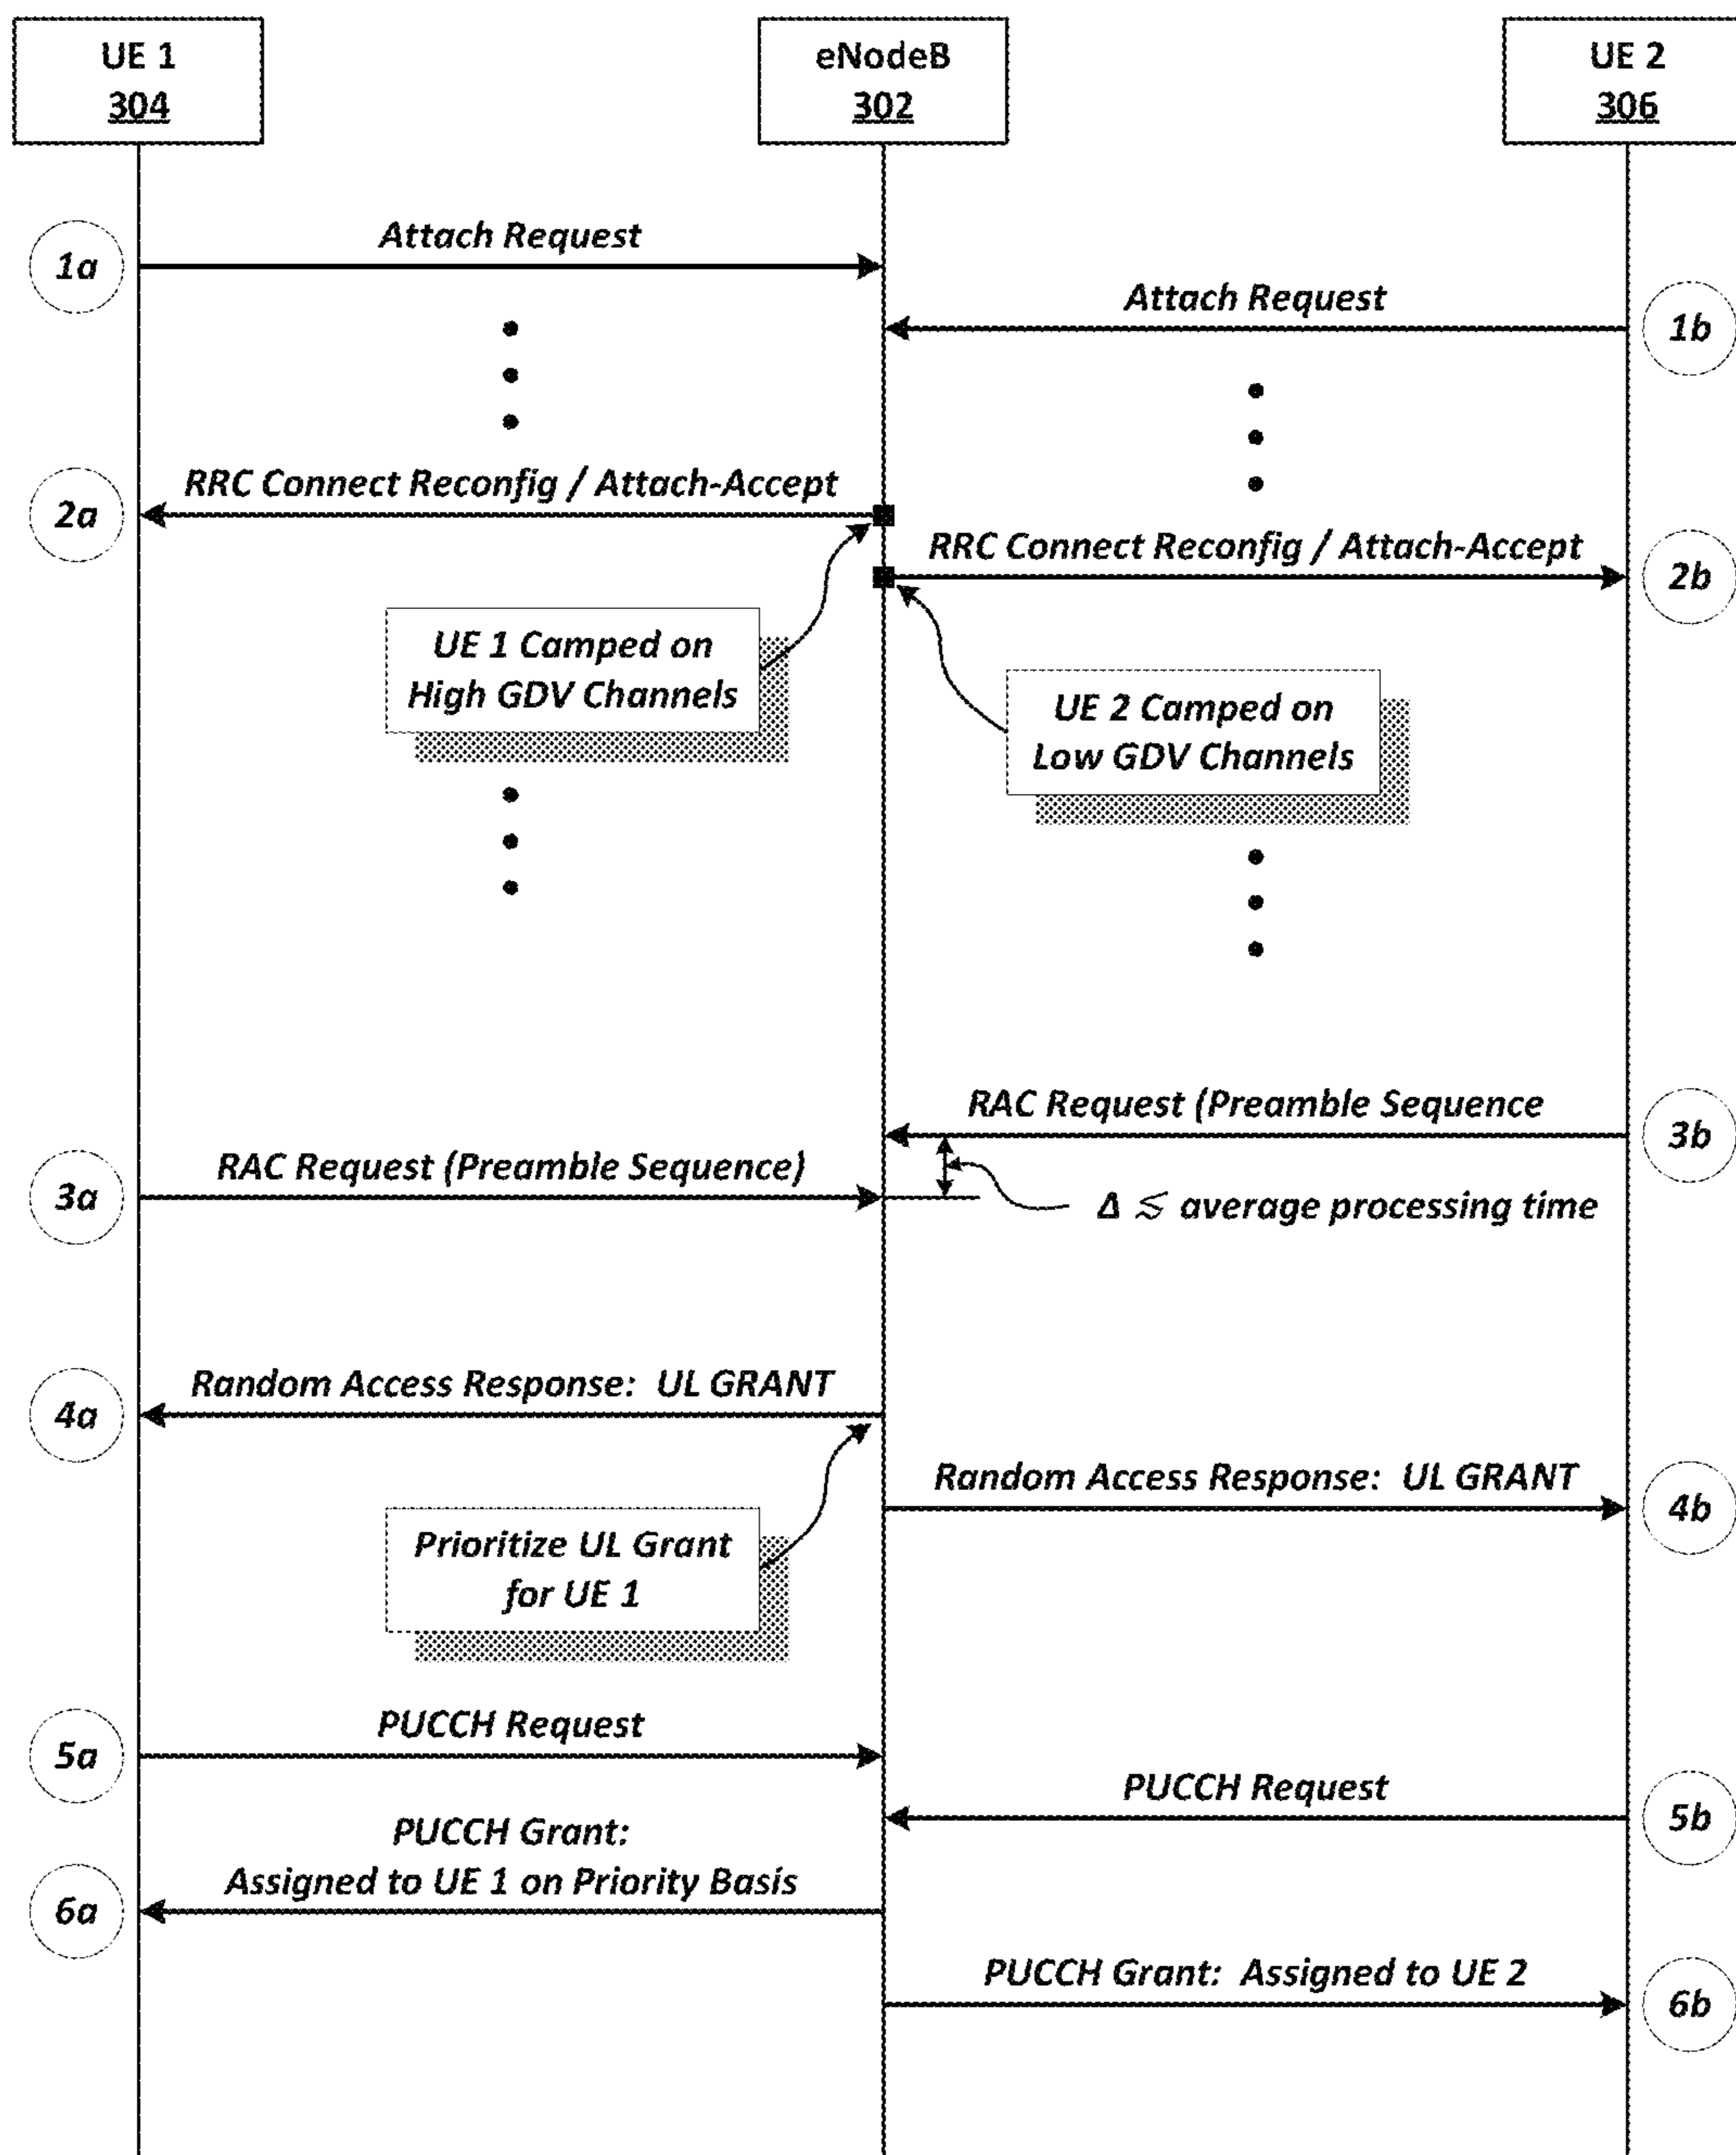 UE 1
304
eNodeB
302
UE 2
306
1a
Attach Request
Attach Request
1b
2a
RRC Connect Reconfig / Attach-Accept
RRC Connect Reconfig / Attach-Accept
2b
UE 1 Camped on
High GDV Channels
UE 2 Camped on
Low GDV Channels
RAC Request (Preamble Sequence
3b
3a
RAC Request (Preamble Sequence)
Δ ≲ average processing time
4a
Random Access Response: UL GRANT
Random Access Response: UL GRANT
4b
Prioritize UL Grant
for UE 1
5a
PUCCH Request
PUCCH Request
5b
PUCCH Grant:
Assigned to UE 1 on Priority Basis
6a
PUCCH Grant: Assigned to UE 2
6b